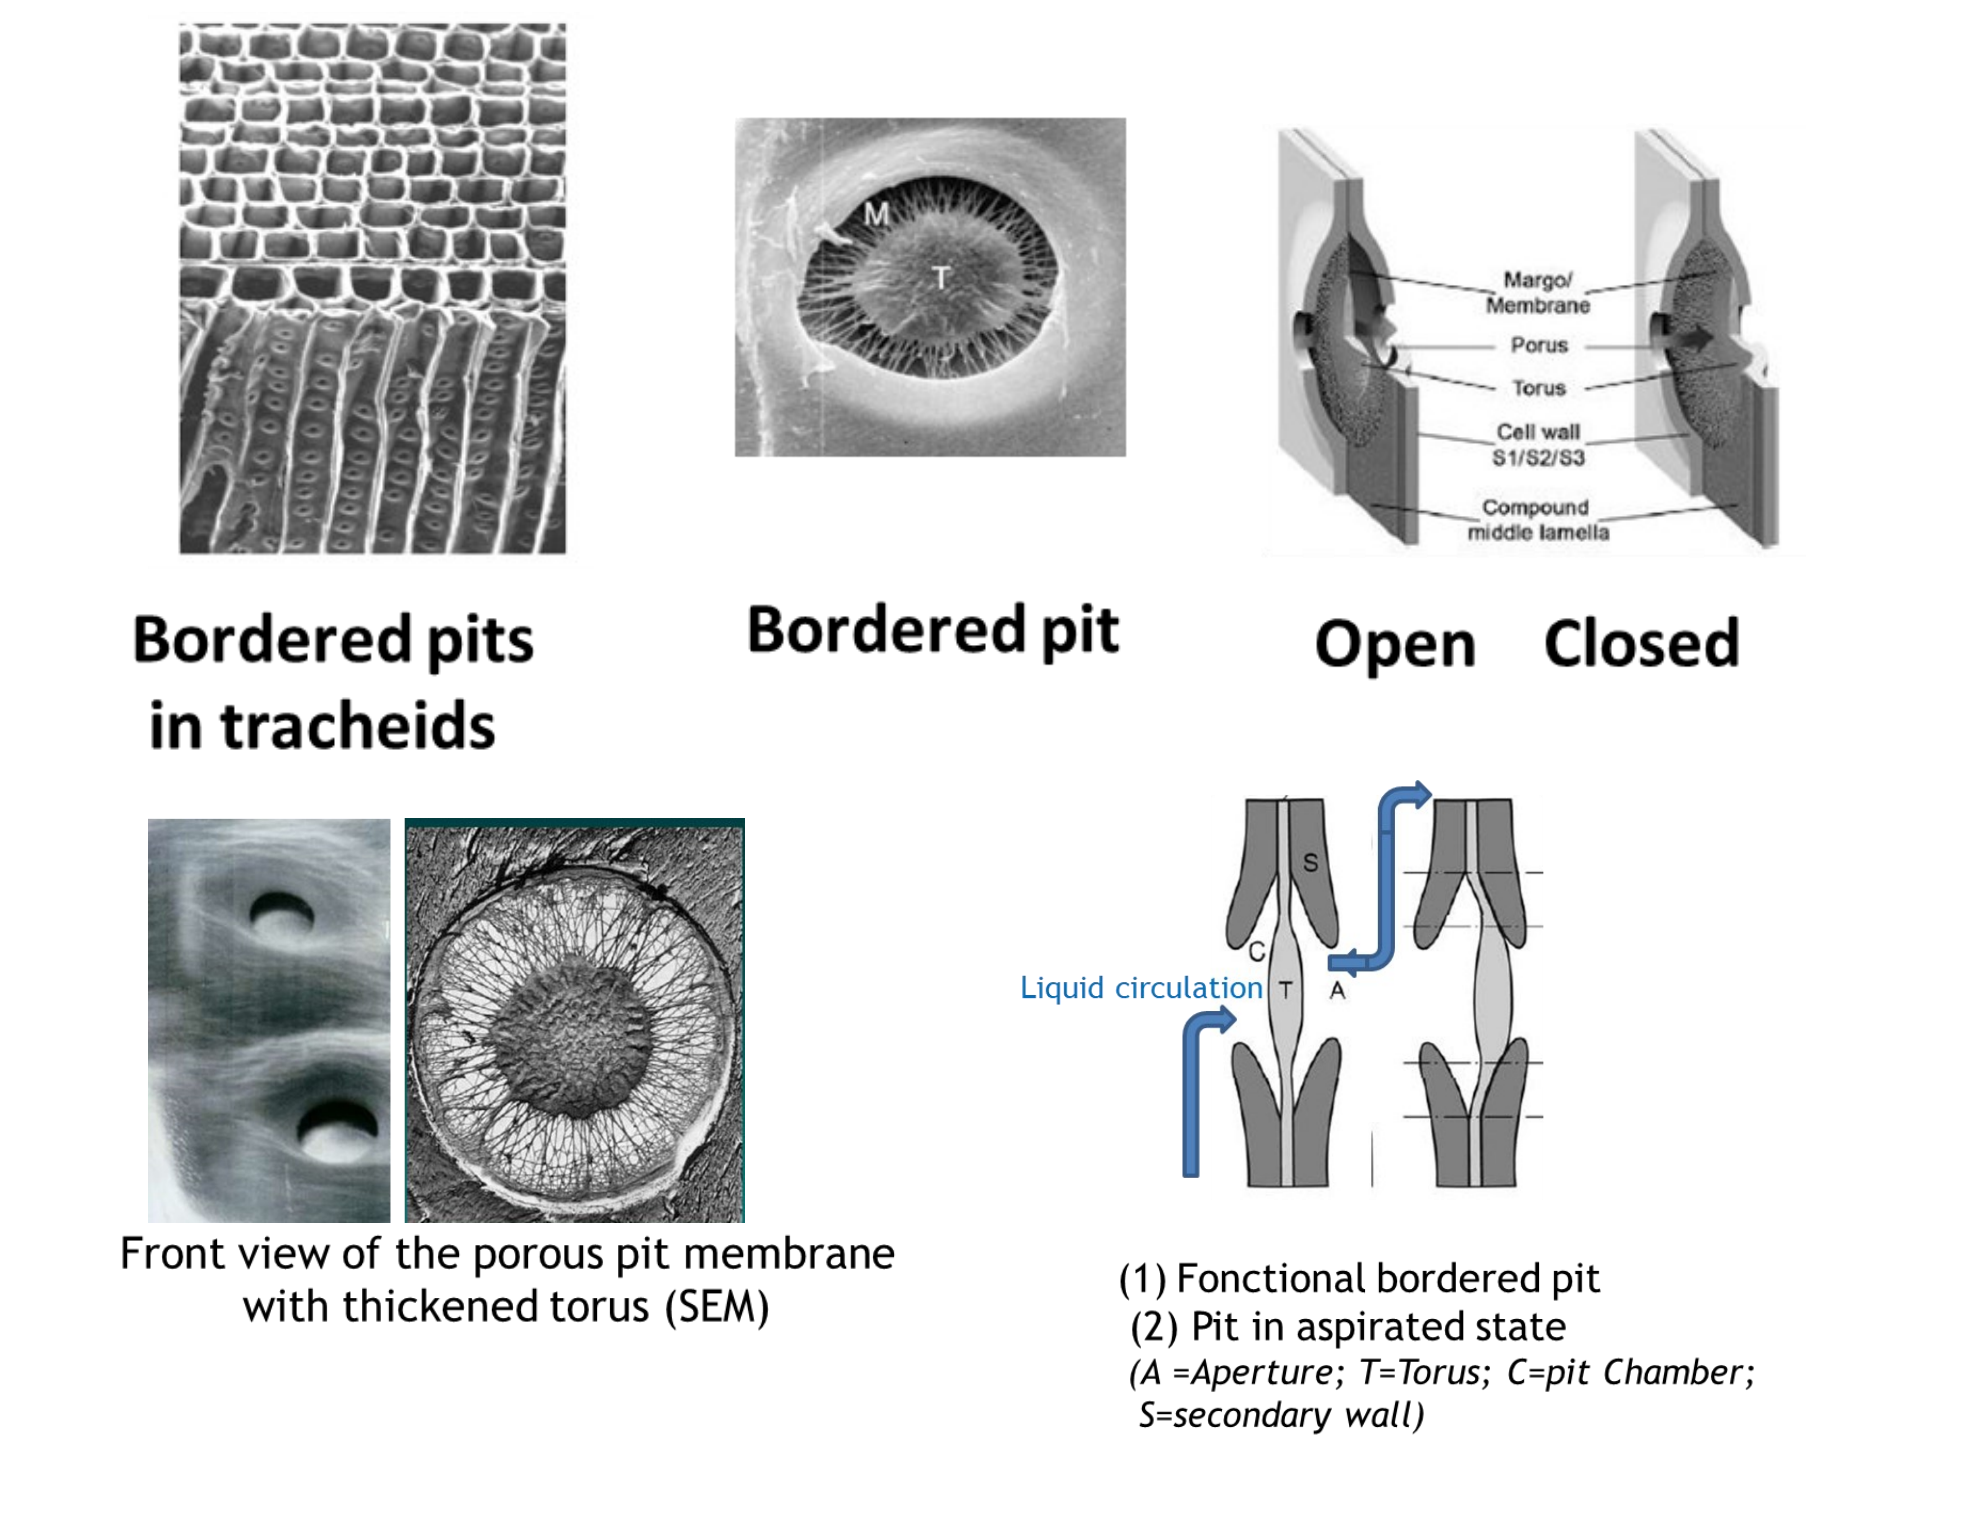 M
T
Margo/
Membrane
Porus
Torus
Cell wall
S1/S2/S3
Compound
middle lamella
Bordered pits
in tracheids
Bordered pit
Open Closed
S
C
Liquid circulation
T
A
Front view of the porous pit membrane
with thickened torus (SEM)
(1) Fonctional bordered pit
(2) Pit in aspirated state
(A =Aperture; T=Torus; C=pit Chamber;
S=secondary wall)